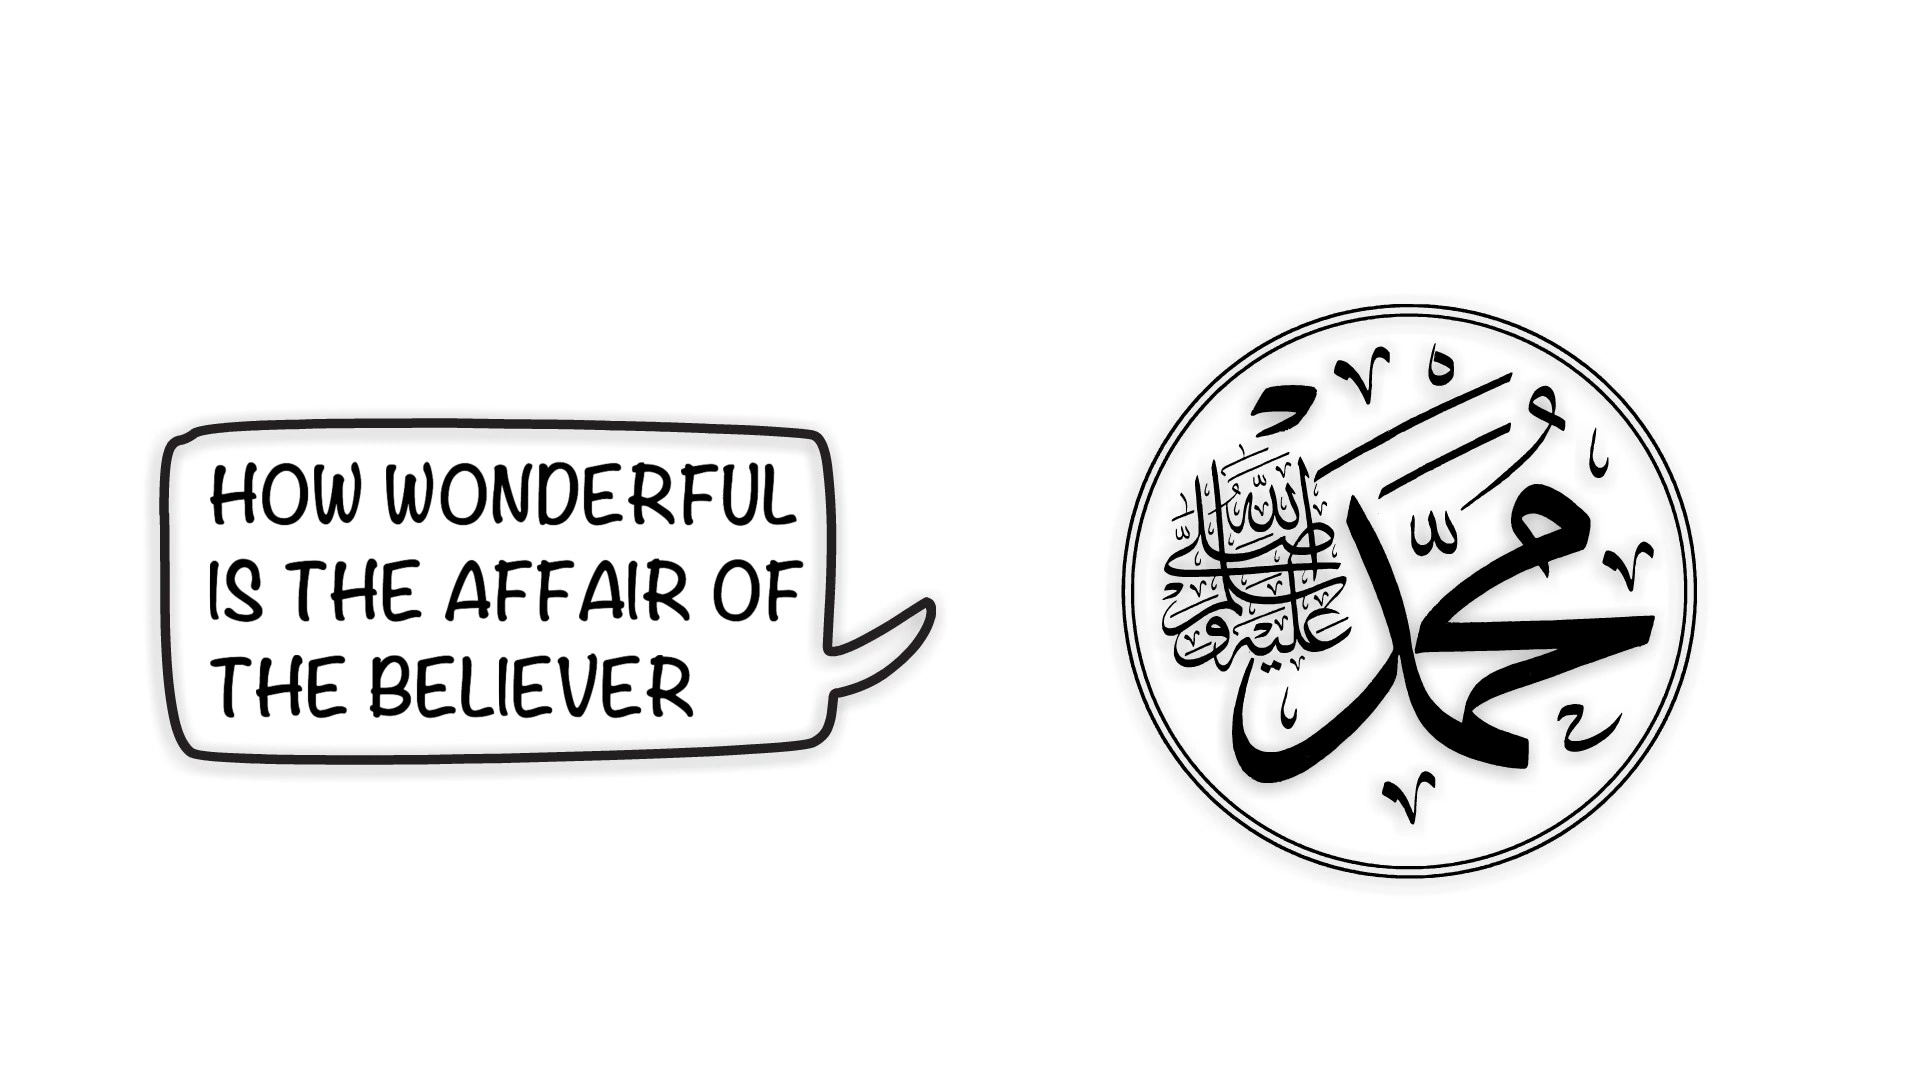 HOW WONDERFUL
IS THE AFFAIR OF
THE BELIEVER
محمد
صلى الله
عليه وسلم